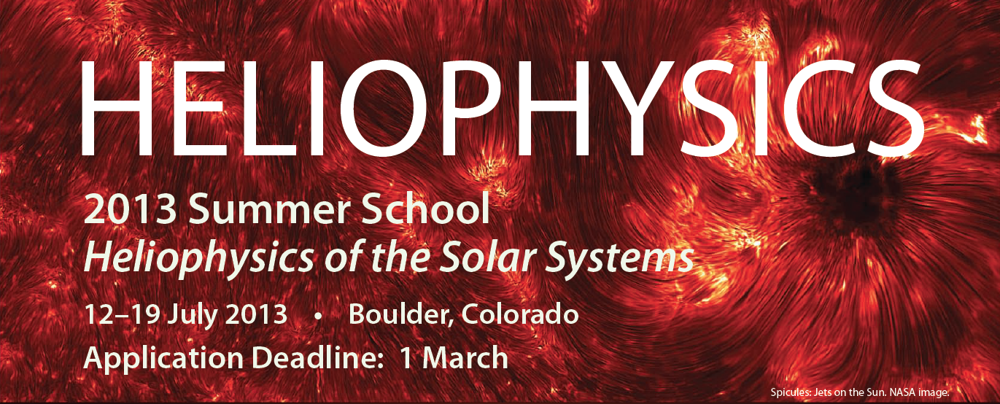 HELIOPHYSICS
2013 Summer School
Heliophysics of the Solar Systems
12–19 July 2013 • Boulder, Colorado
Application Deadline: 1 March
Spicules: Jets on the Sun. NASA image.